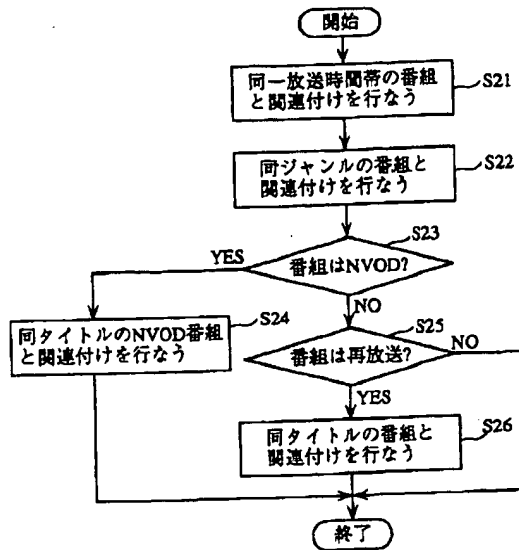 開始
同一放送時間帯の番組
と関連付けを行なう
S21
同ジャンルの番組と
関連付けを行なう
S22
S23
YES
番組はNVOD?
NO
S24
同タイトルのNVOD番組
と関連付けを行なう
S25
番組は再放送?
NO
YES
同タイトルの番組と
関連付けを行なう
S26
終了